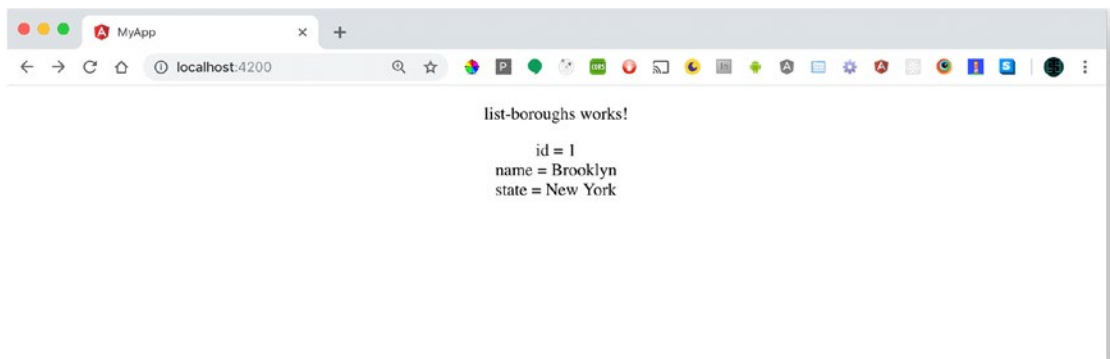 MyApp
localhost:4200
list-boroughs works!
id = 1
name = Brooklyn
state = New York